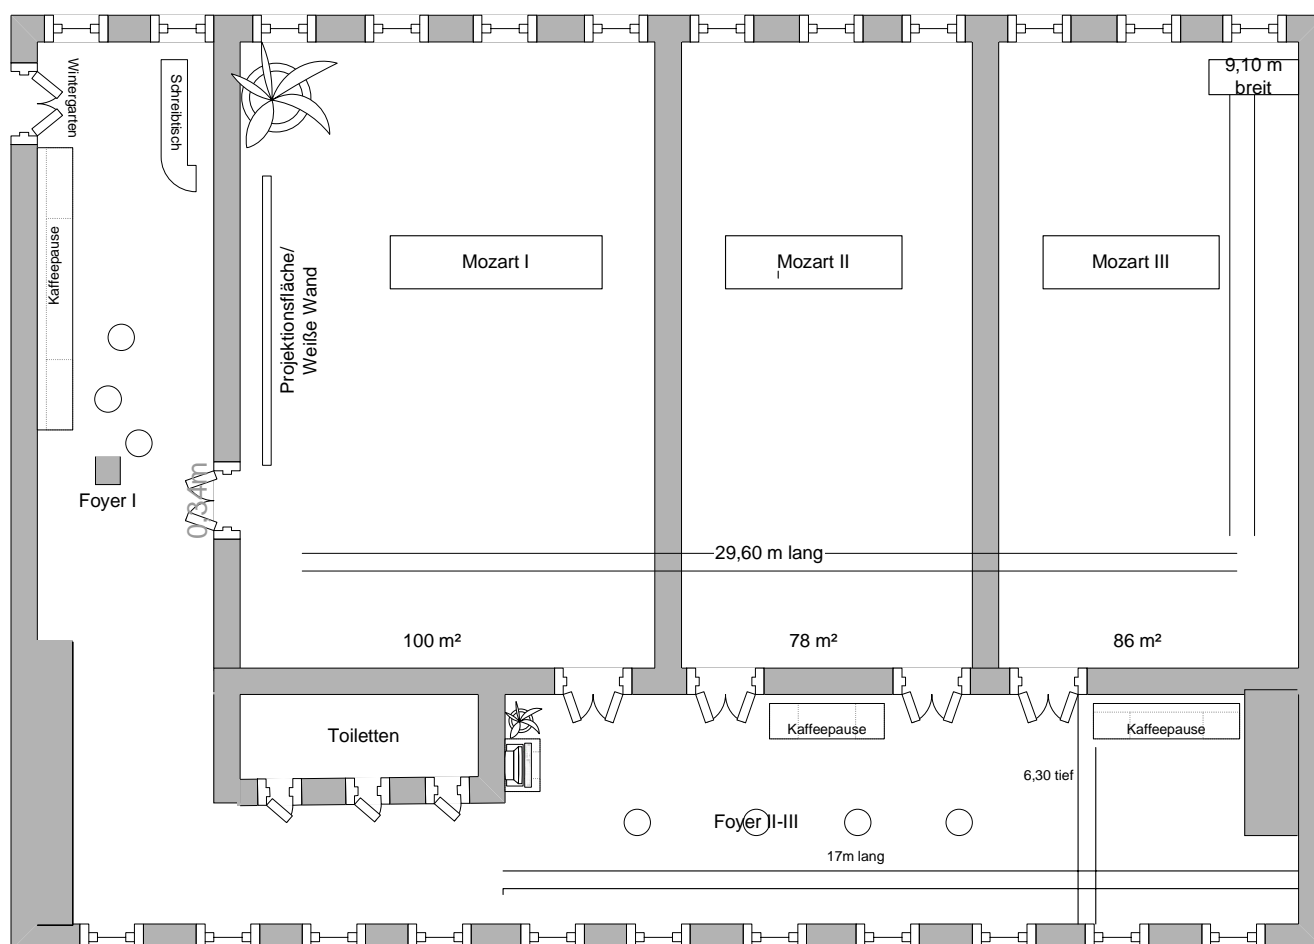 Wintergarten
Schreibtisch
9,10 m
breit
Kaffeepause
Projektionsfläche/
Weiße Wand
Mozart I
Mozart II
Mozart III
0,34m
Foyer I
29,60 m lang
100 m²
78 m²
86 m²
Toiletten
Kaffeepause
Kaffeepause
6,30 tief
Foyer II-III
17m lang